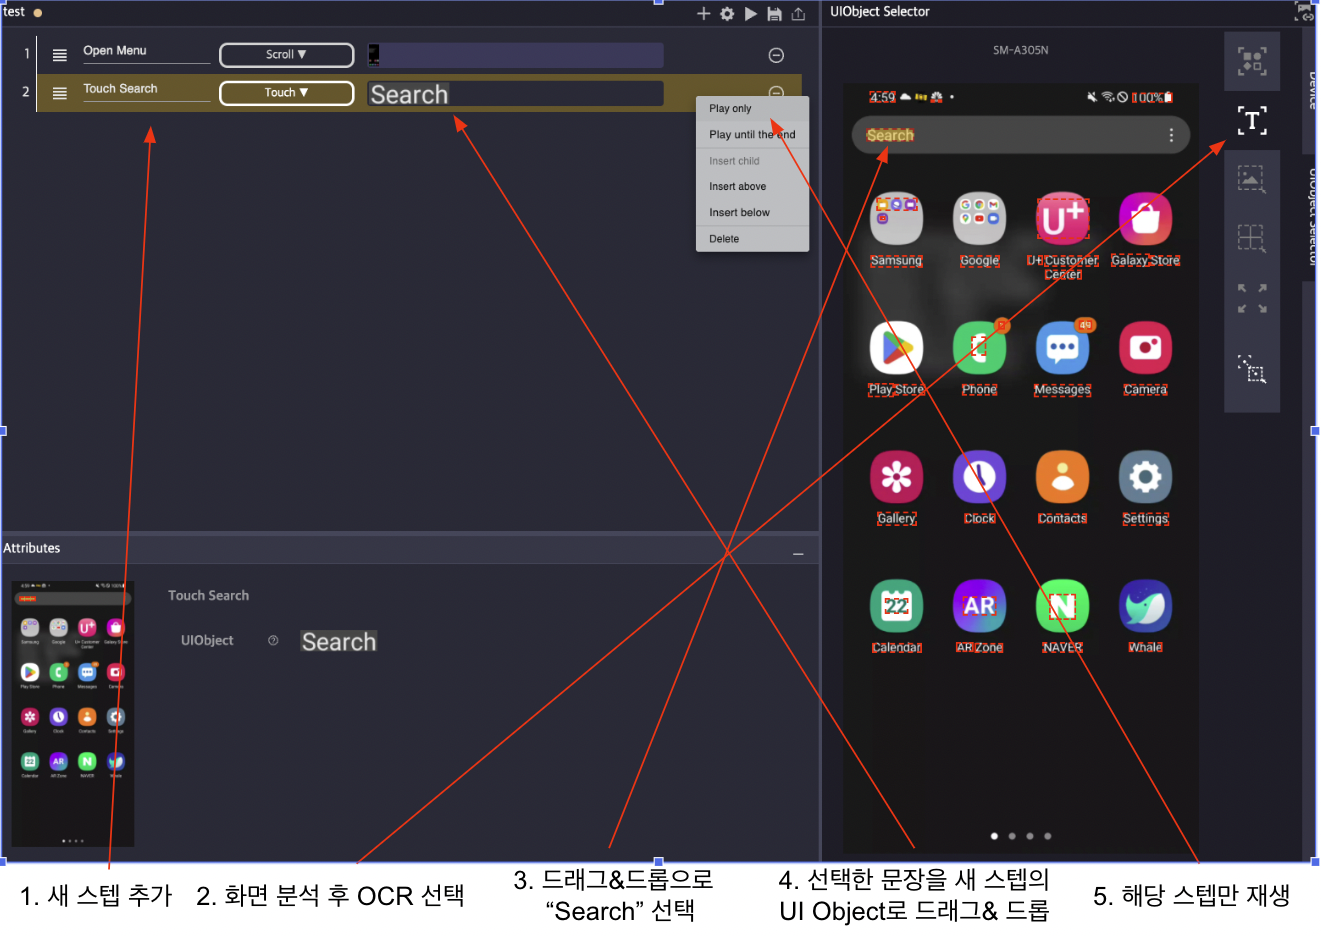 test
UIObject Selector
1 Open Menu Scroll ▼
2 Touch Search Touch ▼ Search
Play only
Play until the end
Insert child
Insert above
Insert below
Delete
SM-A305N
4:59 100%
Search
Samsung Google U+ Customer Center Galaxy Store
49
Play Store Phone Messages Camera
Gallery Clock Contacts Settings
22 AR N
Calendar AR Zone NAVER Whale
Device
UIObject Selector
Attributes
Touch Search
UIObject Search
1. 새 스텝 추가
2. 화면 분석 후 OCR 선택
3. 드래그&드롭으로
“Search” 선택
4. 선택한 문장을 새 스텝의
UI Object로 드래그& 드롭
5. 해당 스텝만 재생